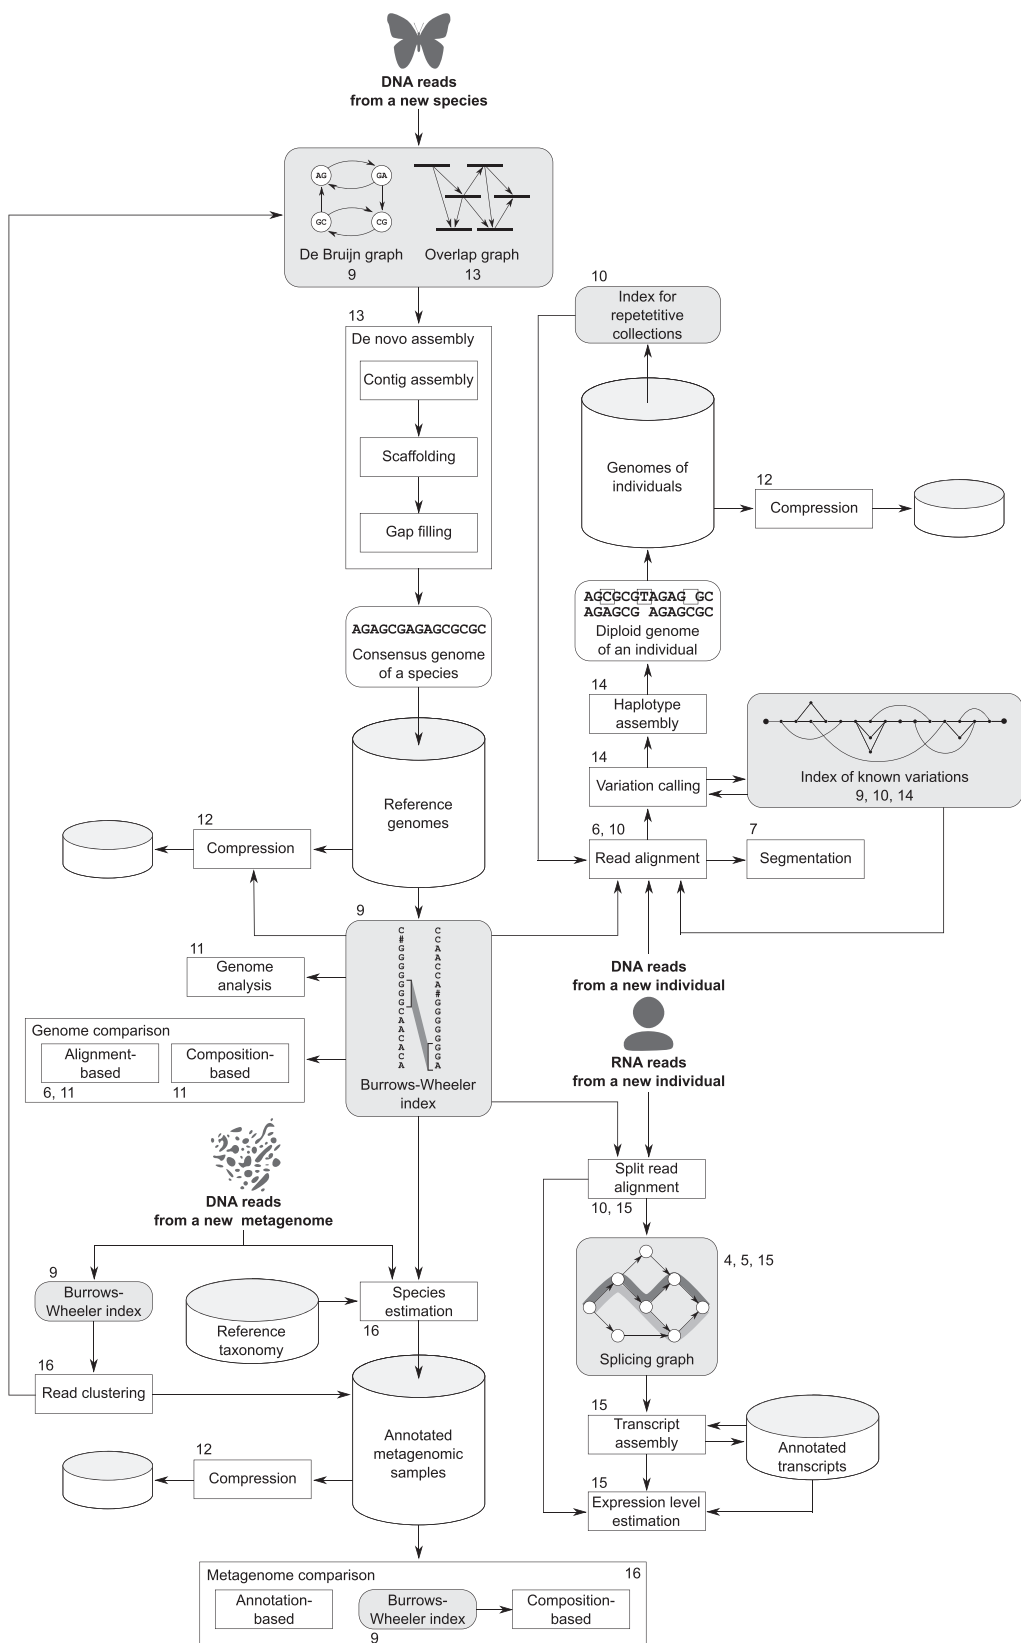 DNA reads
from a new species
AG
GA
GC
CG
De Bruijn graph
9
Overlap graph
13
13
De novo assembly
Contig assembly
Scaffolding
Gap filling
AGAGCGAGAGCGCGC
Consensus genome
of a species
Reference
genomes
12
Compression
9
C
#
G
G
G
G
G
G
G
C
A
A
C
A
C
A
C
C
A
A
C
C
A
#
G
G
G
G
G
G
G
A
Burrows-Wheeler
index
11
Genome
analysis
Genome comparison
Alignment-
based
6, 11
Composition-
based
11
10
Index for
repetetitive
collections
Genomes of
individuals
12
Compression
AGCGCGTAGAG GC
AGAGCG AGAGCGC
Diploid genome
of an individual
14
Haplotype
assembly
14
Variation calling
Index of known variations
9, 10, 14
6, 10
Read alignment
7
Segmentation
DNA reads
from a new individual
RNA reads
from a new individual
Split read
alignment
10, 15
4, 5, 15
Splicing graph
15
Transcript
assembly
Annotated
transcripts
15
Expression level
estimation
DNA reads
from a new metagenome
9
Burrows-
Wheeler index
Reference
taxonomy
Species
estimation
16
16
Read clustering
Annotated
metagenomic
samples
12
Compression
Metagenome comparison
16
Annotation-
based
Burrows-
Wheeler index
9
Composition-
based